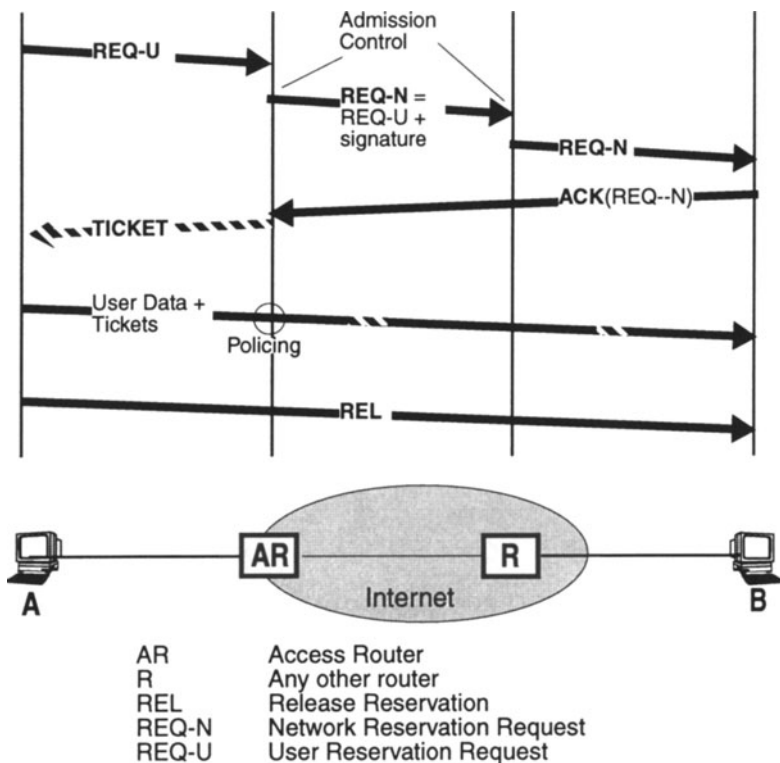 Admission
Control
REQ-U
REQ-N =
REQ-U +
signature
REQ-N
ACK(REQ--N)
TICKET
User Data +
Tickets
Policing
REL
AR
R
Internet
A
B
AR Access Router
R Any other router
REL Release Reservation
REQ-N Network Reservation Request
REQ-U User Reservation Request